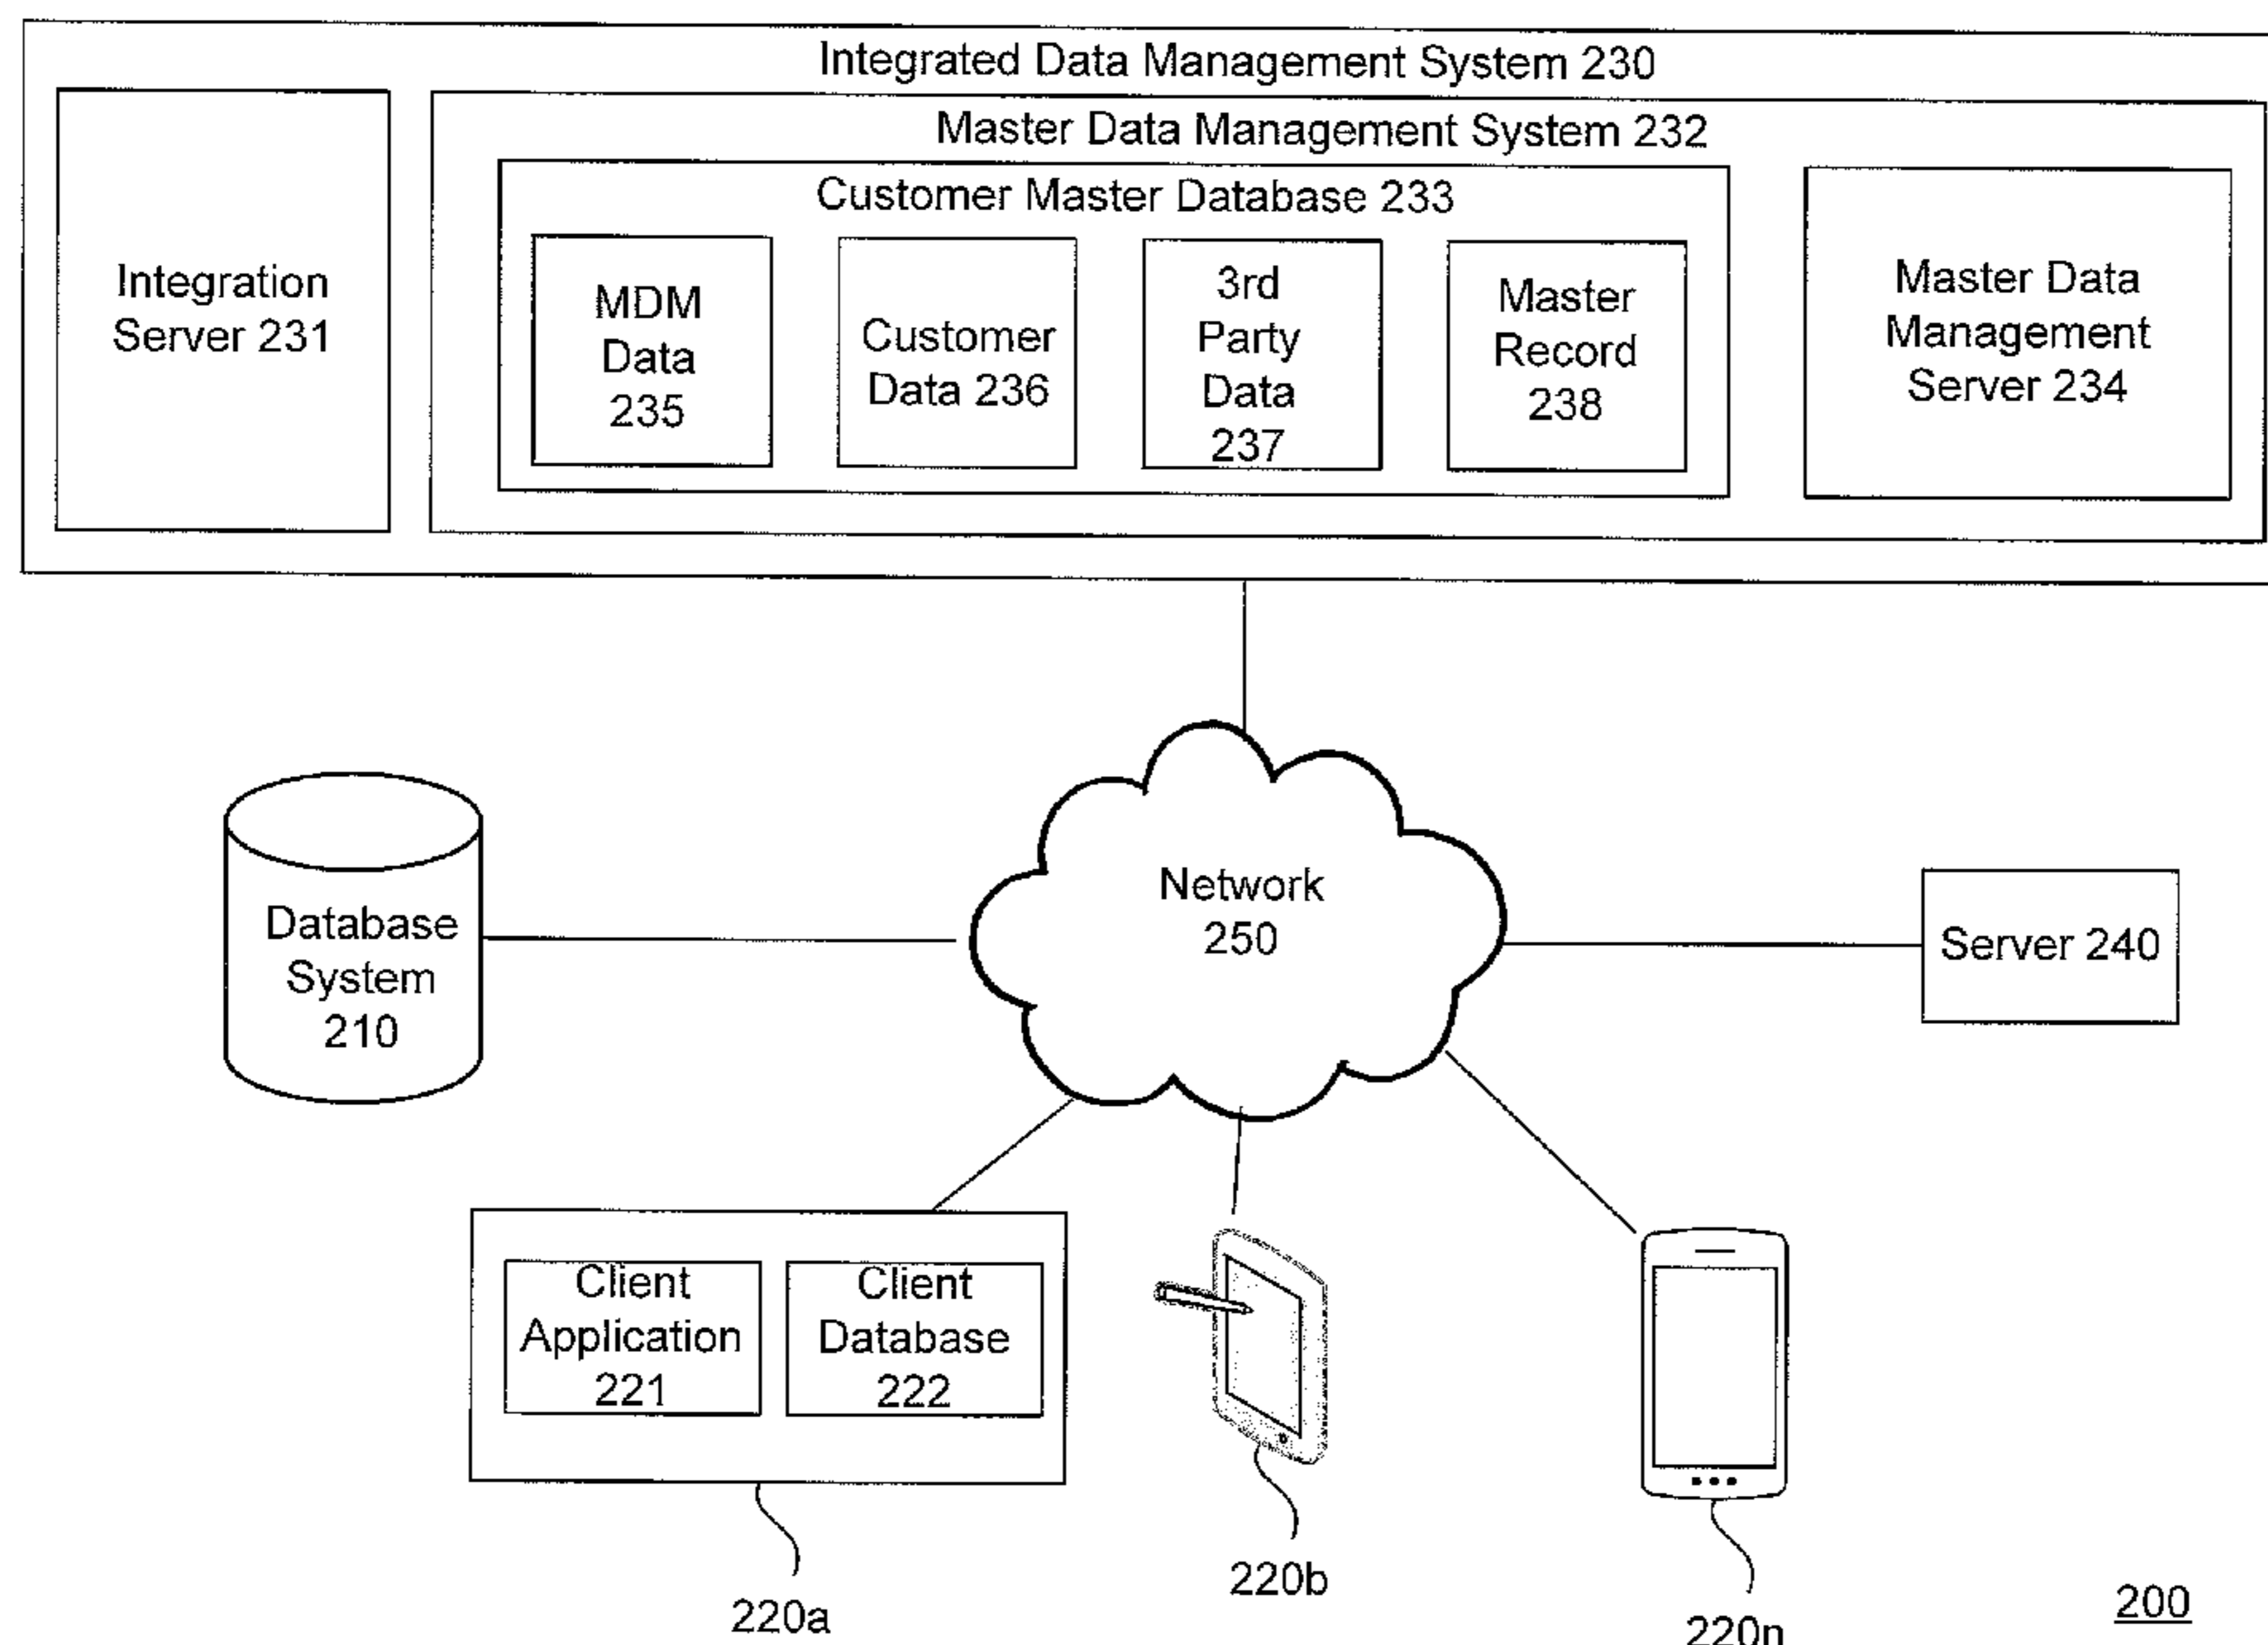 Integrated Data Management System 230
Master Data Management System 232
Customer Master Database 233
Integration
Server 231
MDM
Data
235
Customer
Data 236
3rd
Party
Data
237
Master
Record
238
Master Data
Management
Server 234
Database
System
210
Network
250
Server 240
Client
Application
221
Client
Database
222
220a
220b
220n
200